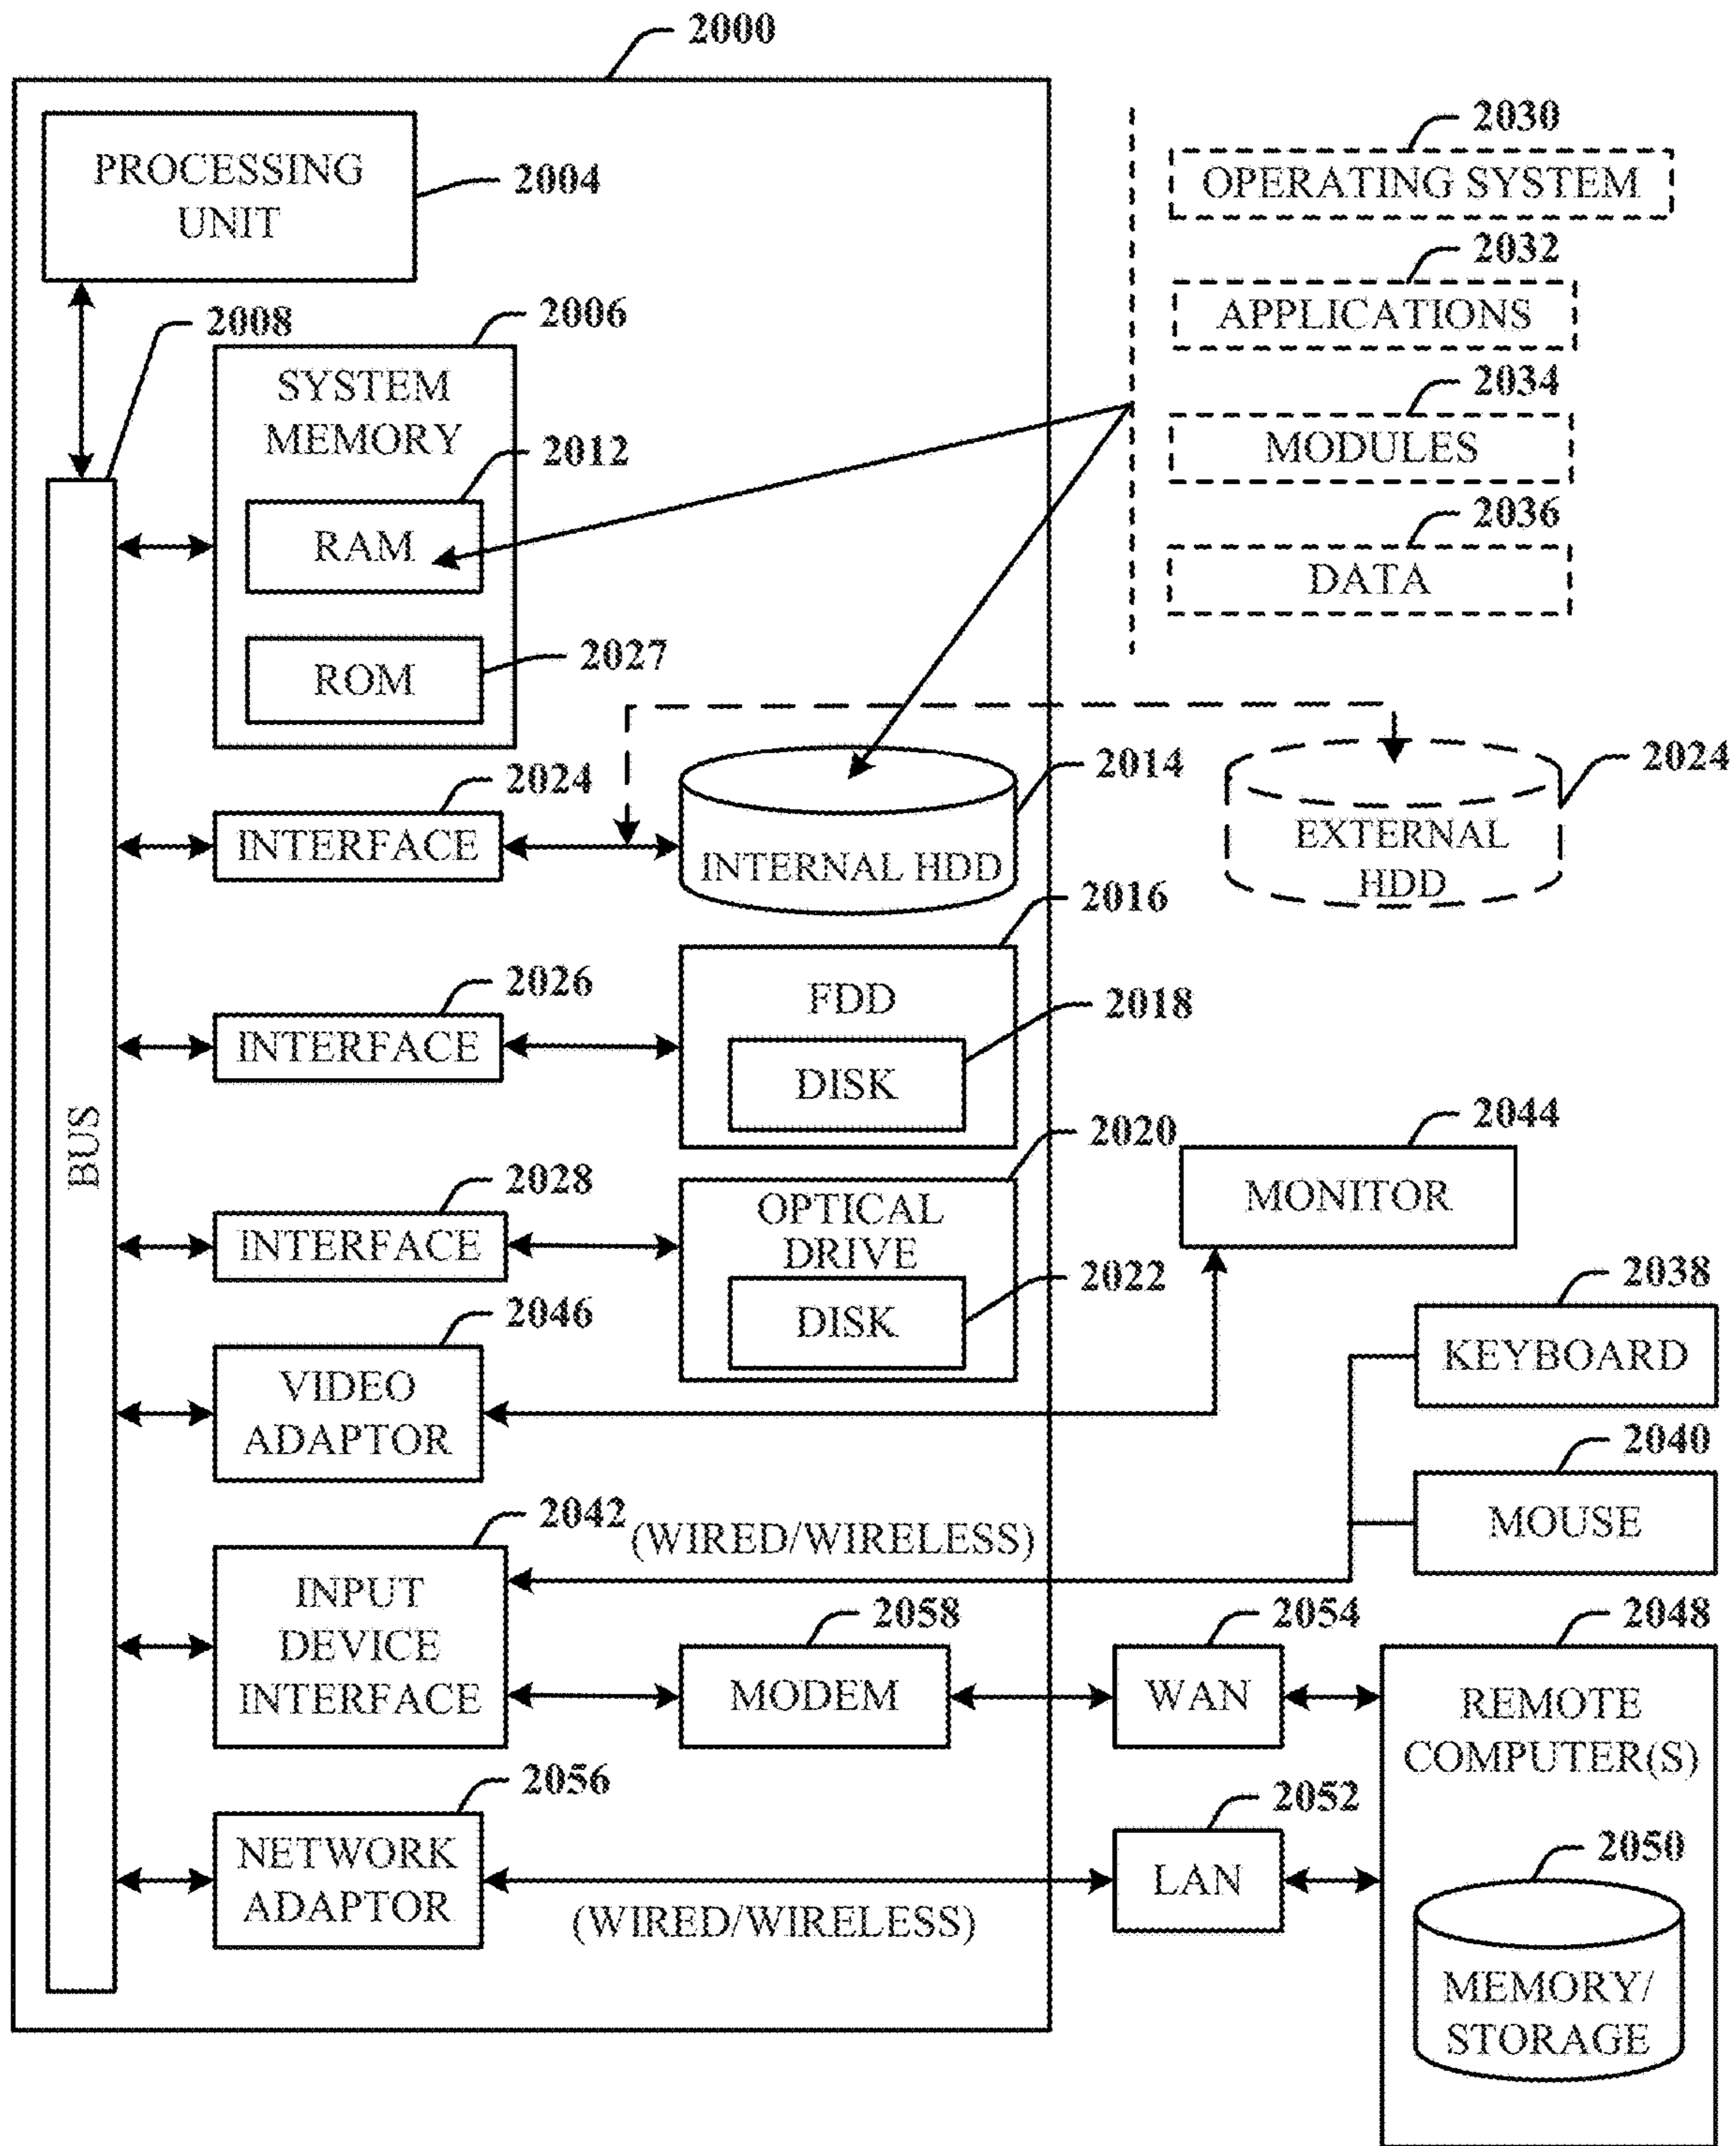 2000
PROCESSING
UNIT
2004
2030
OPERATING SYSTEM
2032
APPLICATIONS
2034
MODULES
2036
DATA
2008
2006
SYSTEM
MEMORY
2012
RAM
2027
ROM
2024
INTERFACE
2014
INTERNAL HDD
2024
EXTERNAL
HDD
2016
FDD
2018
DISK
2026
INTERFACE
BUS
2020
OPTICAL
DRIVE
2022
DISK
2028
INTERFACE
2044
MONITOR
2046
VIDEO
ADAPTOR
2038
KEYBOARD
2040
MOUSE
2042
(WIRED/WIRELESS)
INPUT
DEVICE
INTERFACE
2058
MODEM
2054
WAN
2048
REMOTE
COMPUTER(S)
2056
NETWORK
ADAPTOR
(WIRED/WIRELESS)
2052
LAN
2050
MEMORY/
STORAGE